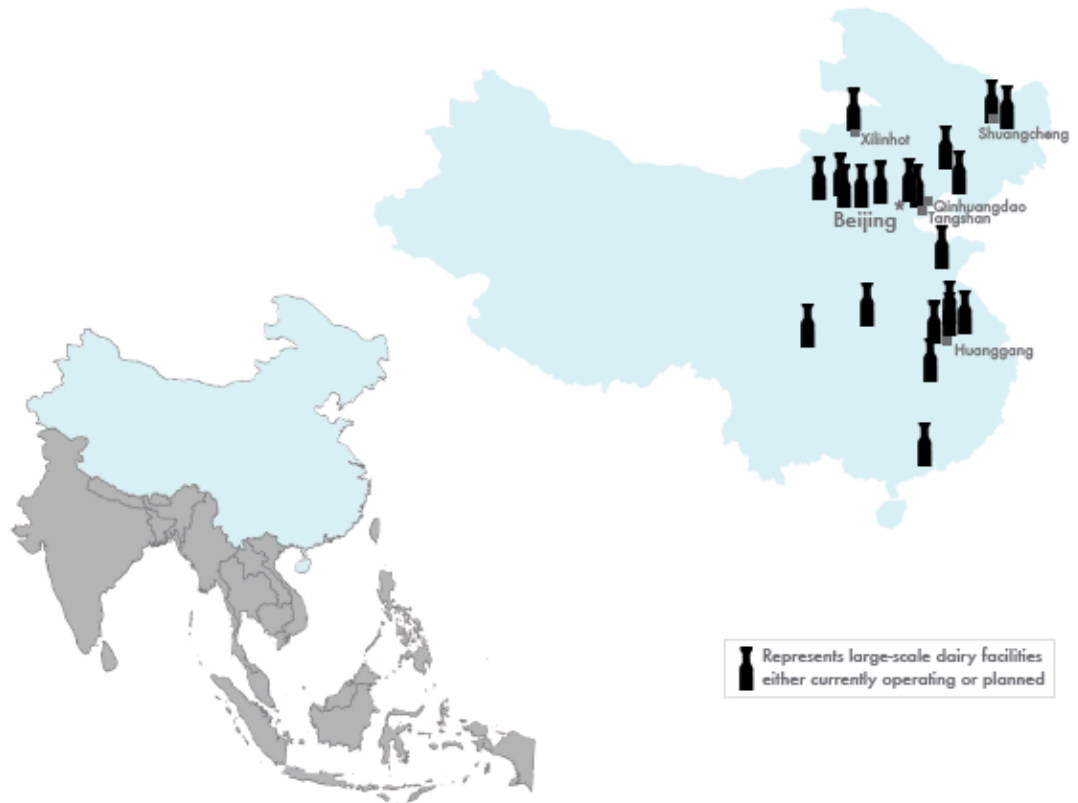 Xilinhot
Shuangcheng
Qinhuangdao
*
Beijing
Tangshan
Huanggang
Represents large-scale dairy facilities
either currently operating or planned